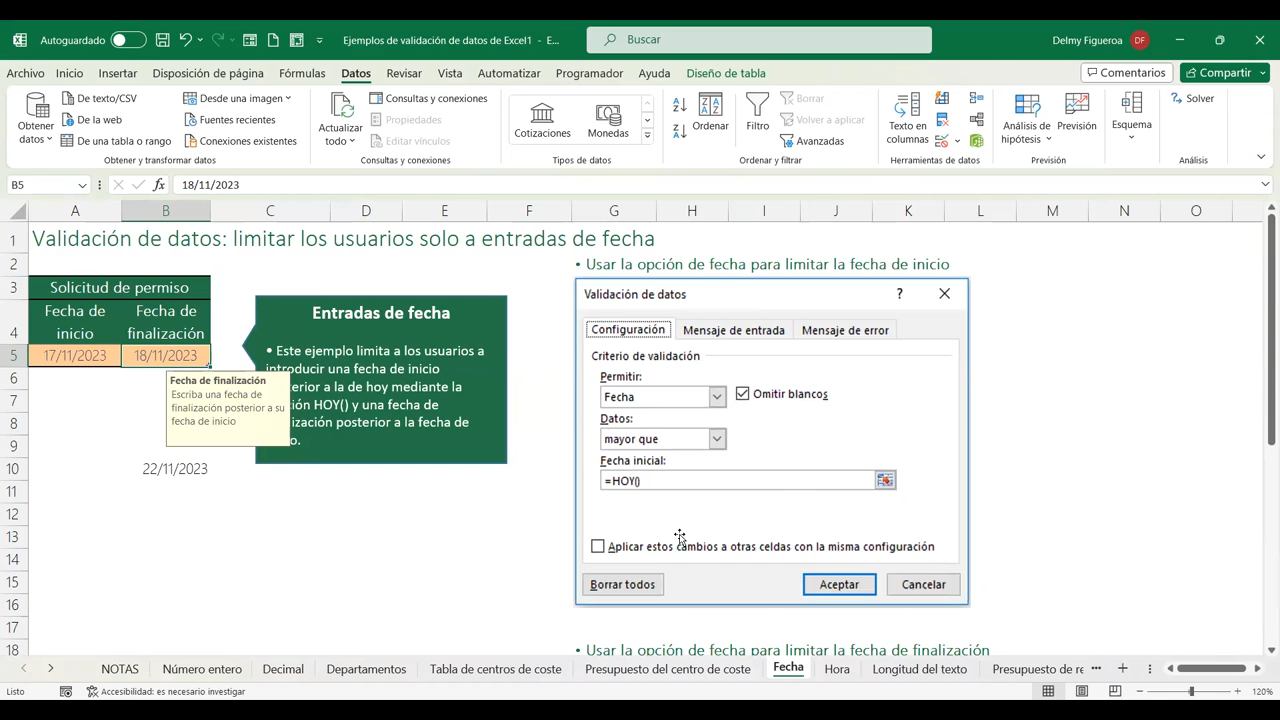 Autoguardado
Ejemplos de validación de datos de Excel1 - E...
Buscar
Delmy Figueroa
DF
Archivo Inicio Insertar Disposición de página Fórmulas Datos Revisar Vista Automatizar Programador Ayuda Diseño de tabla
Comentarios
Compartir
Obtener datos
De texto/CSV
De la web
De una tabla o rango
Desde una imagen
Fuentes recientes
Conexiones existentes
Obtener y transformar datos
Actualizar todo
Consultas y conexiones
Propiedades
Editar vínculos
Consultas y conexiones
Cotizaciones
Monedas
Tipos de datos
Ordenar
Filtro
Borrar
Volver a aplicar
Avanzadas
Ordenar y filtrar
Texto en columnas
Herramientas de datos
Análisis de hipótesis
Previsión
Previsión
Esquema
Solver
Análisis
B5
fx
18/11/2023
A B C D E F G H I J K L M N O
1
2
3
4
5
6
7
8
9
10
11
12
13
14
15
16
17
18
Validación de datos: limitar los usuarios solo a entradas de fecha
Solicitud de permiso
Fecha de inicio
Fecha de finalización
17/11/2023 18/11/2023
Fecha de finalización
Escriba una fecha de
finalización posterior a su
fecha de inicio
22/11/2023
Entradas de fecha
• Este ejemplo limita a los usuarios a
introducir una fecha de inicio
terior a la de hoy mediante la
ción HOY() y una fecha de
lización posterior a la fecha de
o.
• Usar la opción de fecha para limitar la fecha de inicio
Validación de datos
?
Configuración Mensaje de entrada Mensaje de error
Criterio de validación
Permitir:
Fecha
Omitir blancos
Datos:
mayor que
Fecha inicial:
=HOY()
Aplicar estos cambios a otras celdas con la misma configuración
Borrar todos
Aceptar
Cancelar
• Usar la opción de fecha para limitar la fecha de finalización
NOTAS Número entero Decimal Departamentos Tabla de centros de coste Presupuesto del centro de coste Fecha Hora Longitud del texto Presupuesto de re ...
Listo
Accesibilidad: es necesario investigar
120%